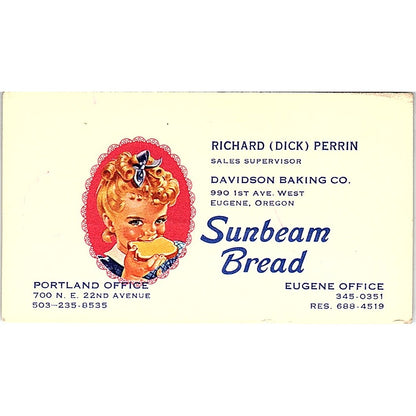 RICHARD (DICK) PERRIN
SALES SUPERVISOR
DAVIDSON BAKING CO.
990 1ST AVE. WEST
EUGENE, OREGON
Sunbeam
Bread
PORTLAND OFFICE
700 N. E. 22ND AVENUE
503-235-8535
EUGENE OFFICE
345-0351
RES. 688-4519